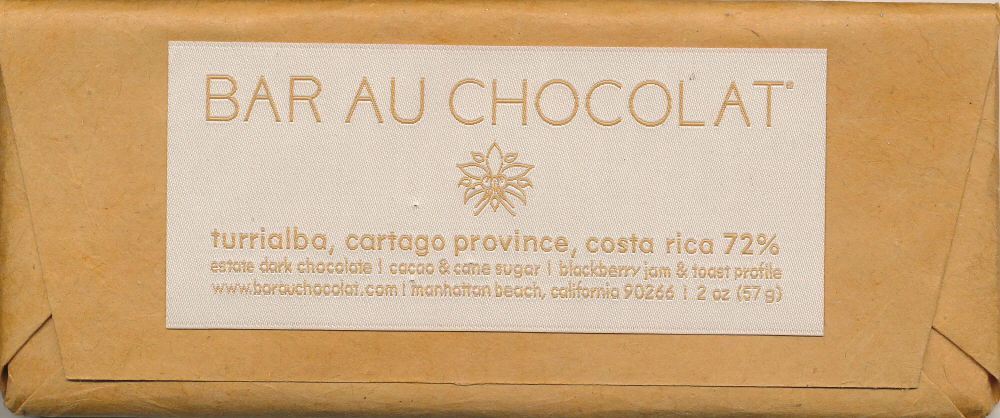 BAR AU CHOCOLAT®
turrialba, cartago province, costa rica 72%
estate dark chocolate | cacao & cane sugar | blackberry jam & toast profile
www.barauchocolat.com | manhattan beach, california 90266 | 2 oz (57 g)